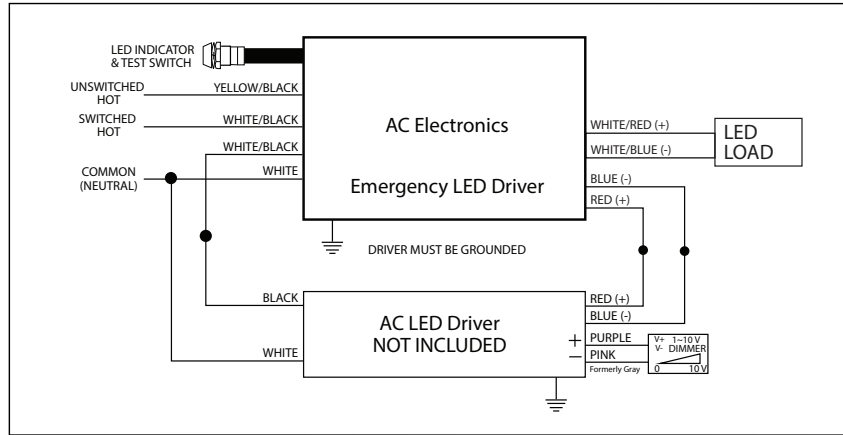 LED INDICATOR
& TEST SWITCH
UNSWITCHED
HOT
YELLOW/BLACK
SWITCHED
HOT
WHITE/BLACK
WHITE/BLACK
COMMON
(NEUTRAL)
WHITE
AC Electronics
Emergency LED Driver
WHITE/RED (+)
WHITE/BLUE (-)
LED
LOAD
BLUE (-)
RED (+)
DRIVER MUST BE GROUNDED
BLACK
WHITE
AC LED Driver
NOT INCLUDED
RED (+)
BLUE (-)
+ PURPLE
− PINK
Formerly Gray
V+ 1~10 V
V- DIMMER
0 10 V